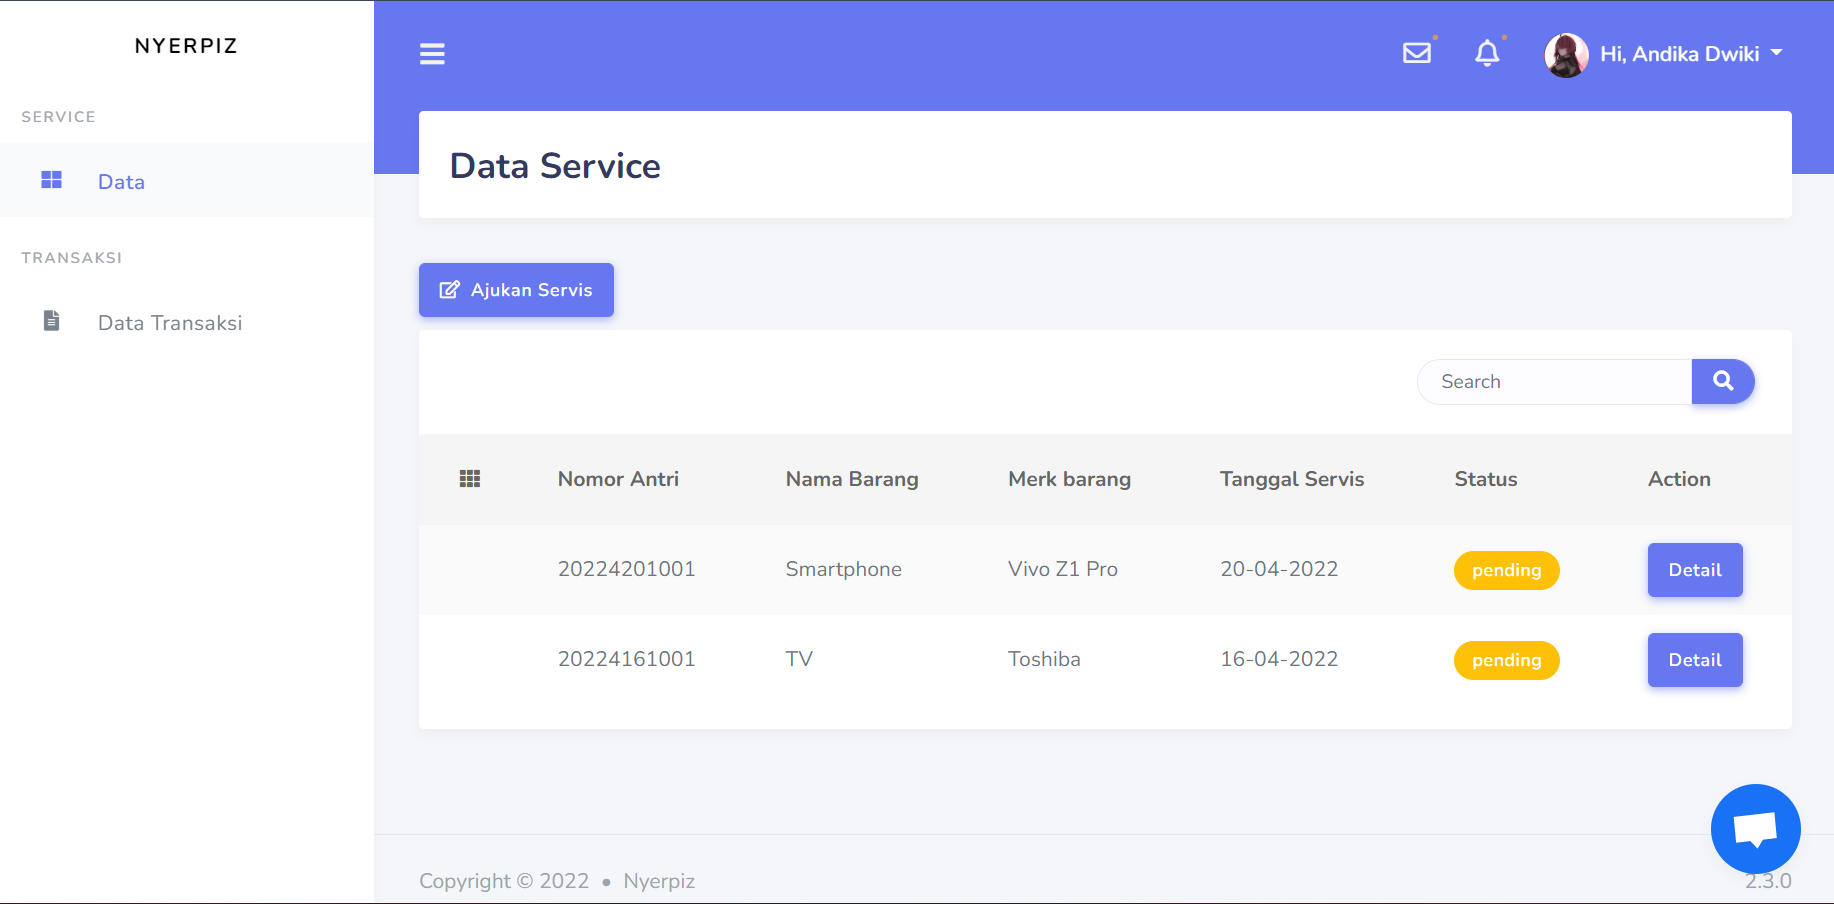 NYERPIZ
SERVICE
Data
TRANSAKSI
Data Transaksi
Hi, Andika Dwiki
Data Service
Ajukan Servis
Search
Nomor Antri Nama Barang Merk barang Tanggal Servis Status Action
20224201001 Smartphone Vivo Z1 Pro 20-04-2022 pending Detail
20224161001 TV Toshiba 16-04-2022 pending Detail
Copyright © 2022 • Nyerpiz
2.3.0